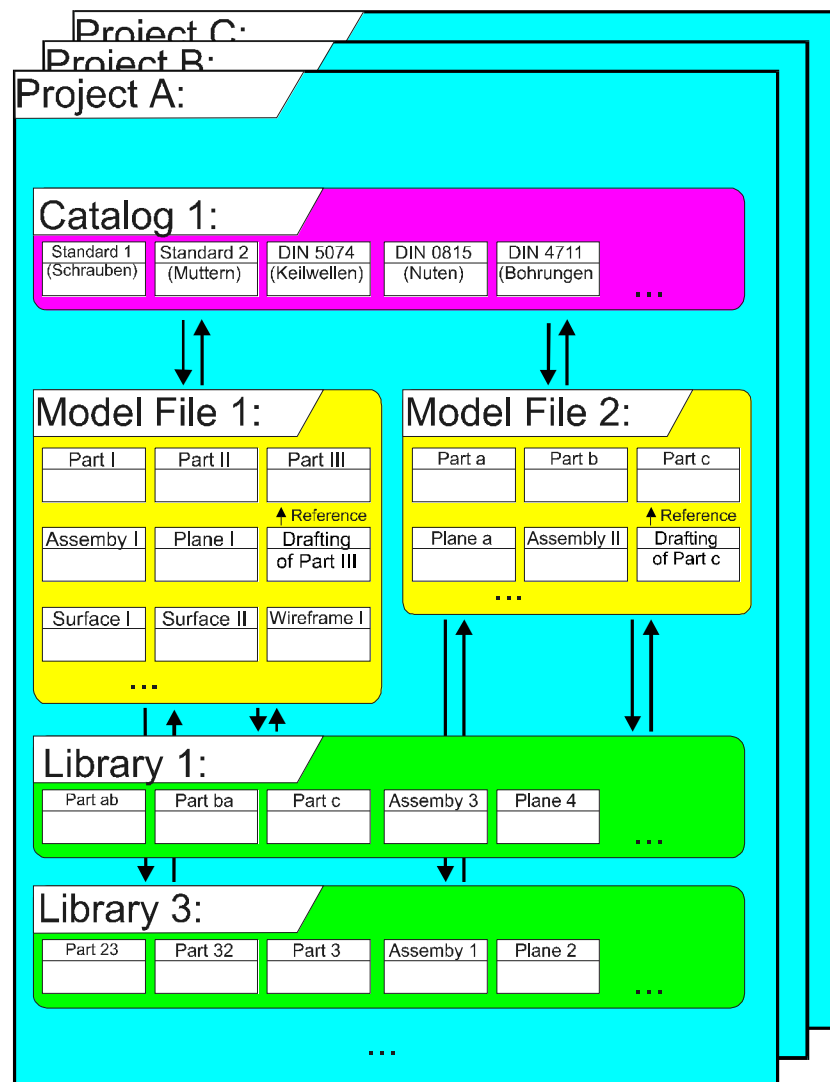 Project C:
Project B:
Project A:
Catalog 1:
Standard 1
(Schrauben)
Standard 2
(Muttern)
DIN 5074
(Keilwellen)
DIN 0815
(Nuten)
DIN 4711
(Bohrungen
...
Model File 1:
Part I
Part II
Part III
Reference
Assemby I
Plane I
Drafting
of Part III
Surface I
Surface II
Wireframe I
...
Model File 2:
Part a
Part b
Part c
Reference
Plane a
Assembly II
Drafting
of Part c
...
Library 1:
Part ab
Part ba
Part c
Assemby 3
Plane 4
...
Library 3:
Part 23
Part 32
Part 3
Assemby 1
Plane 2
...
...